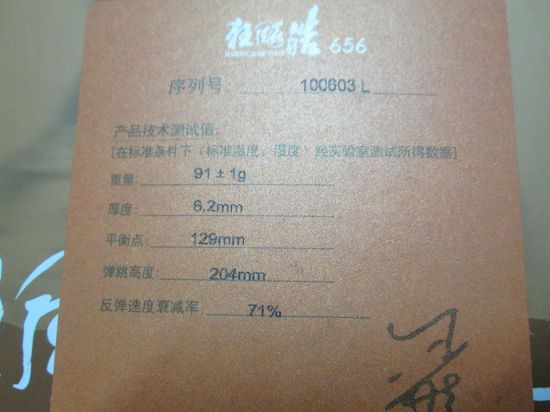 狂飚皓 656
HURRICANE HAO
序列号: 100603 L
产品技术测试值:
[在标准条件下(标准温度、湿度)经实验室测试所得数据]
重量: 91±1g
厚度: 6.2mm
平衡点: 129mm
弹跳高度: 204mm
反弹速度衰减率: 71%